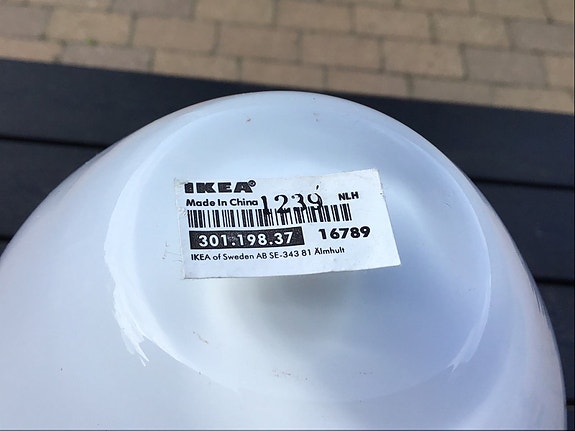 IKEA®
Made In China 1239 NLH
301.198.37 16789
IKEA of Sweden AB SE-343 81 Älmhult